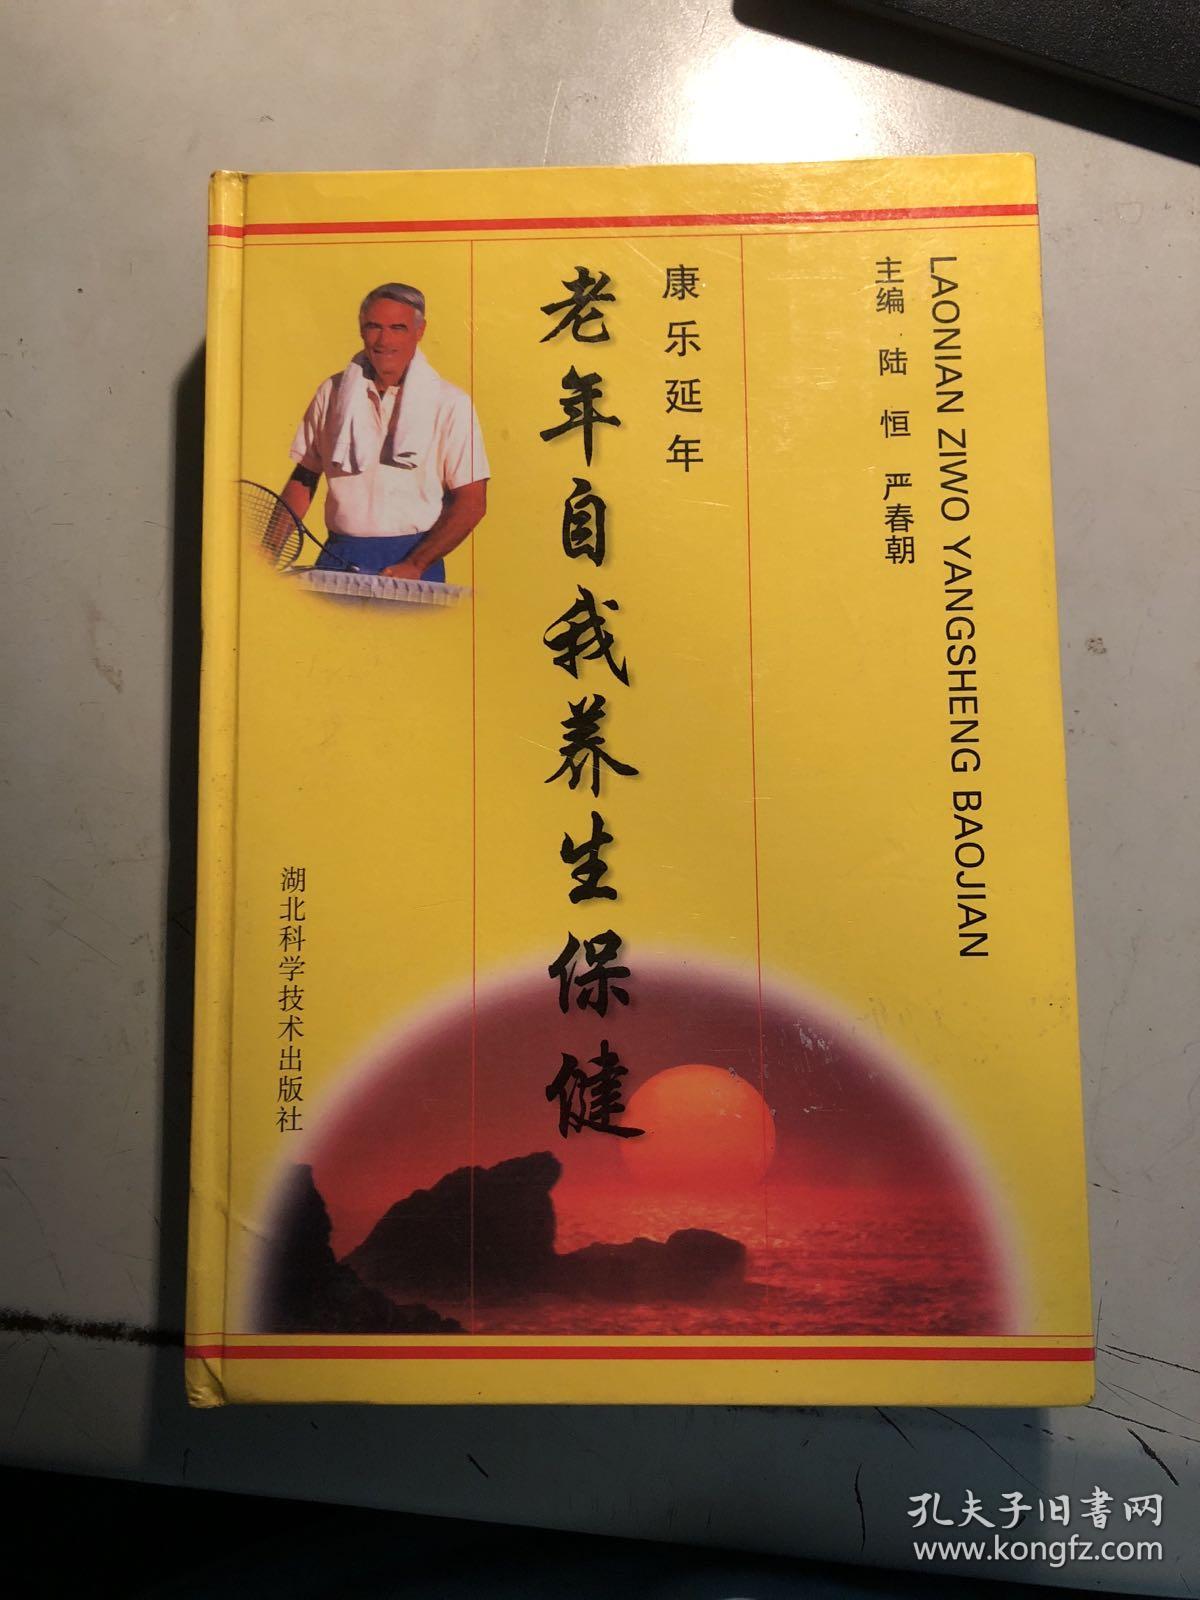 LAONIAN ZIWO YANGSHENG BAOJIAN
主编 陆 恒 严春朝
康乐延年
老年自我养生保健
湖北科学技术出版社
孔夫子旧书网
www.kongfz.com